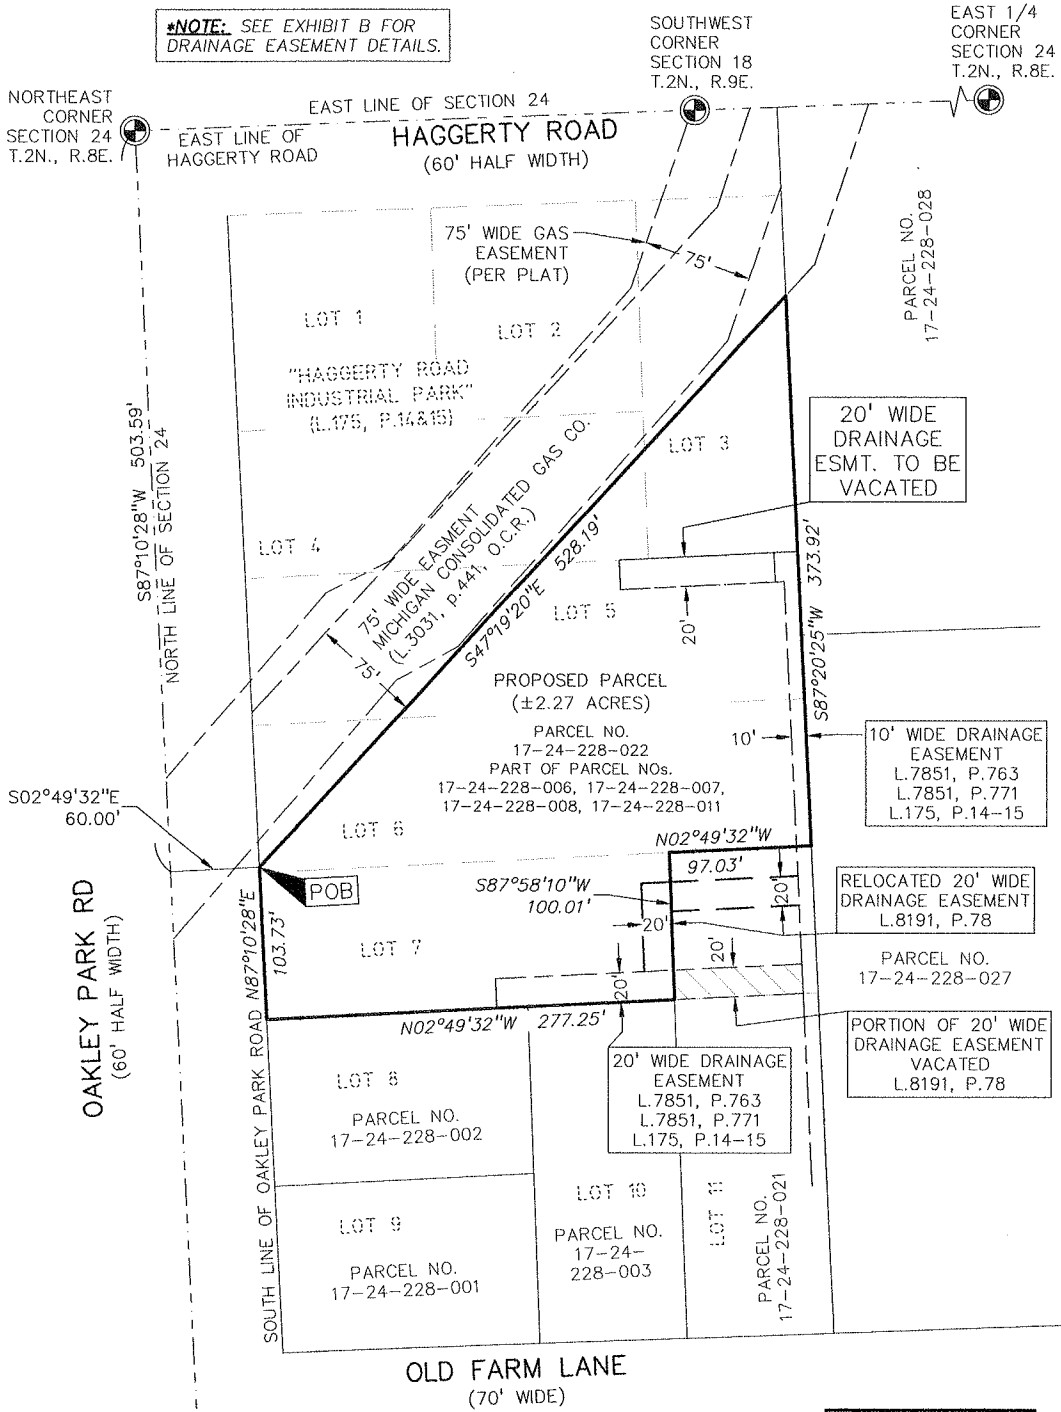 *NOTE: SEE EXHIBIT B FOR
DRAINAGE EASEMENT DETAILS.
SOUTHWEST
CORNER
SECTION 18
T.2N., R.9E.
EAST 1/4
CORNER
SECTION 24
T.2N., R.8E.
NORTHEAST
CORNER
SECTION 24
T.2N., R.8E.
EAST LINE OF SECTION 24
EAST LINE OF
HAGGERTY ROAD
HAGGERTY ROAD
(60' HALF WIDTH)
75' WIDE GAS
EASEMENT
(PER PLAT)
75'
PARCEL NO.
17-24-228-028
LOT 1
LOT 2
"HAGGERTY ROAD
INDUSTRIAL PARK"
(L.175, P.14&15)
LOT 3
20' WIDE
DRAINAGE
ESMT. TO BE
VACATED
S87°10'28"W 503.59'
NORTH LINE OF SECTION 24
LOT 4
75' WIDE EASMENT
MICHIGAN CONSOLIDATED GAS CO.
(L.3031, p.441, O.C.R.)
75'
S47°19'20"E 528.19'
LOT 5
20'
S87°20'25"W 373.92'
PROPOSED PARCEL
(±2.27 ACRES)
PARCEL NO.
17-24-228-022
PART OF PARCEL NOs.
17-24-228-006, 17-24-228-007,
17-24-228-008, 17-24-228-011
10'
10' WIDE DRAINAGE
EASEMENT
L.7851, P.763
L.7851, P.771
L.175, P.14-15
S02°49'32"E
60.00'
LOT 6
N02°49'32"W
97.03'
POB
S87°58'10"W
100.01'
20'
20'
RELOCATED 20' WIDE
DRAINAGE EASEMENT
L.8191, P.78
OAKLEY PARK RD
(60' HALF WIDTH)
N87°10'28"E
103.73'
LOT 7
20'
20'
PARCEL NO.
17-24-228-027
N02°49'32"W 277.25'
PORTION OF 20' WIDE
DRAINAGE EASEMENT
VACATED
L.8191, P.78
20' WIDE DRAINAGE
EASEMENT
L.7851, P.763
L.7851, P.771
L.175, P.14-15
SOUTH LINE OF OAKLEY PARK ROAD
LOT 8
PARCEL NO.
17-24-228-002
LOT 9
PARCEL NO.
17-24-228-001
LOT 10
PARCEL NO.
17-24-
228-003
LOT 11
PARCEL NO.
17-24-228-021
OLD FARM LANE
(70' WIDE)